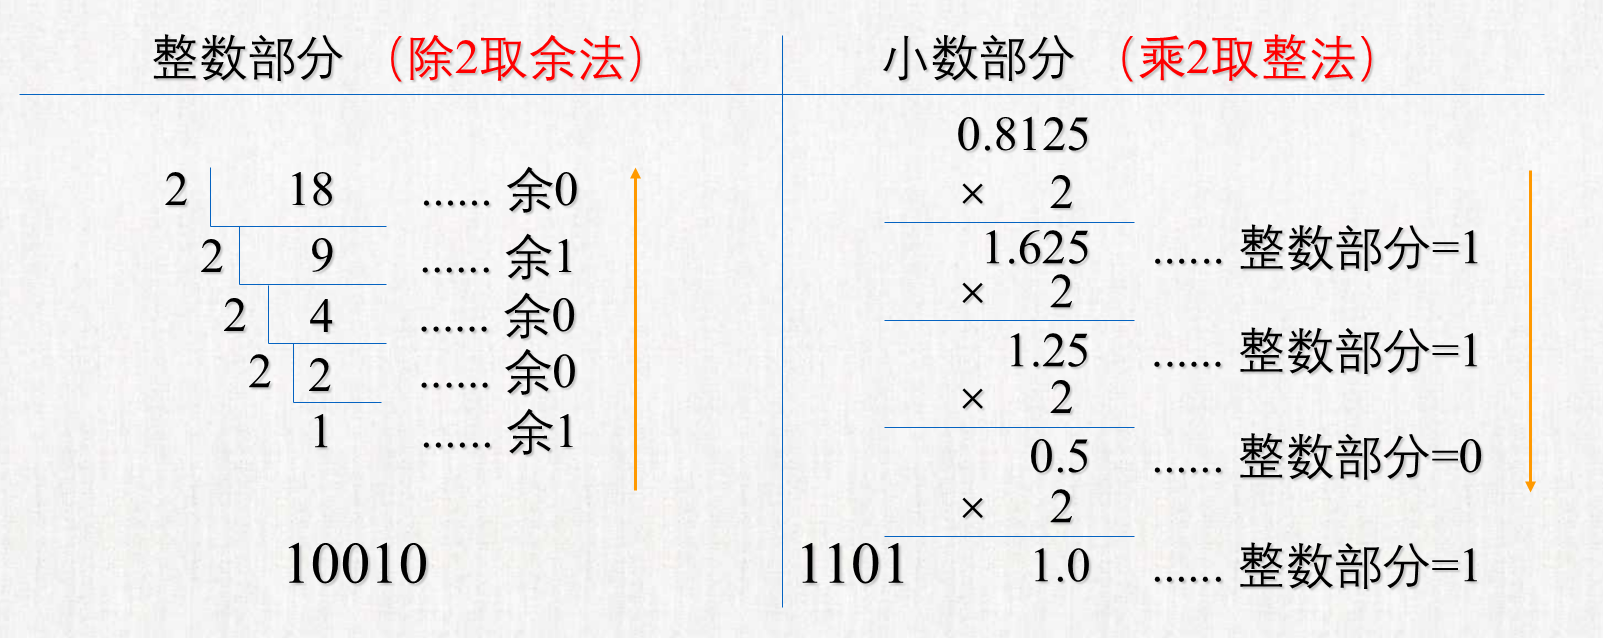 整数部分 （除2取余法）
2 18 ...... 余0
2 9 ...... 余1
2 4 ...... 余0
2 2 ...... 余0
1 ...... 余1
10010
小数部分 （乘2取整法）
0.8125
× 2
1.625 ...... 整数部分=1
× 2
1.25 ...... 整数部分=1
× 2
0.5 ...... 整数部分=0
× 2
1.0 ...... 整数部分=1
1101